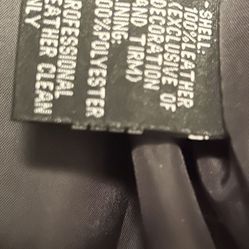 SHELL:
100%LEATHER
(EXCLUSIVE OF
DECORATION
AND TRIM)
LINING:
100%POLYESTER
PROFESSIONAL
LEATHER CLEAN
ONLY